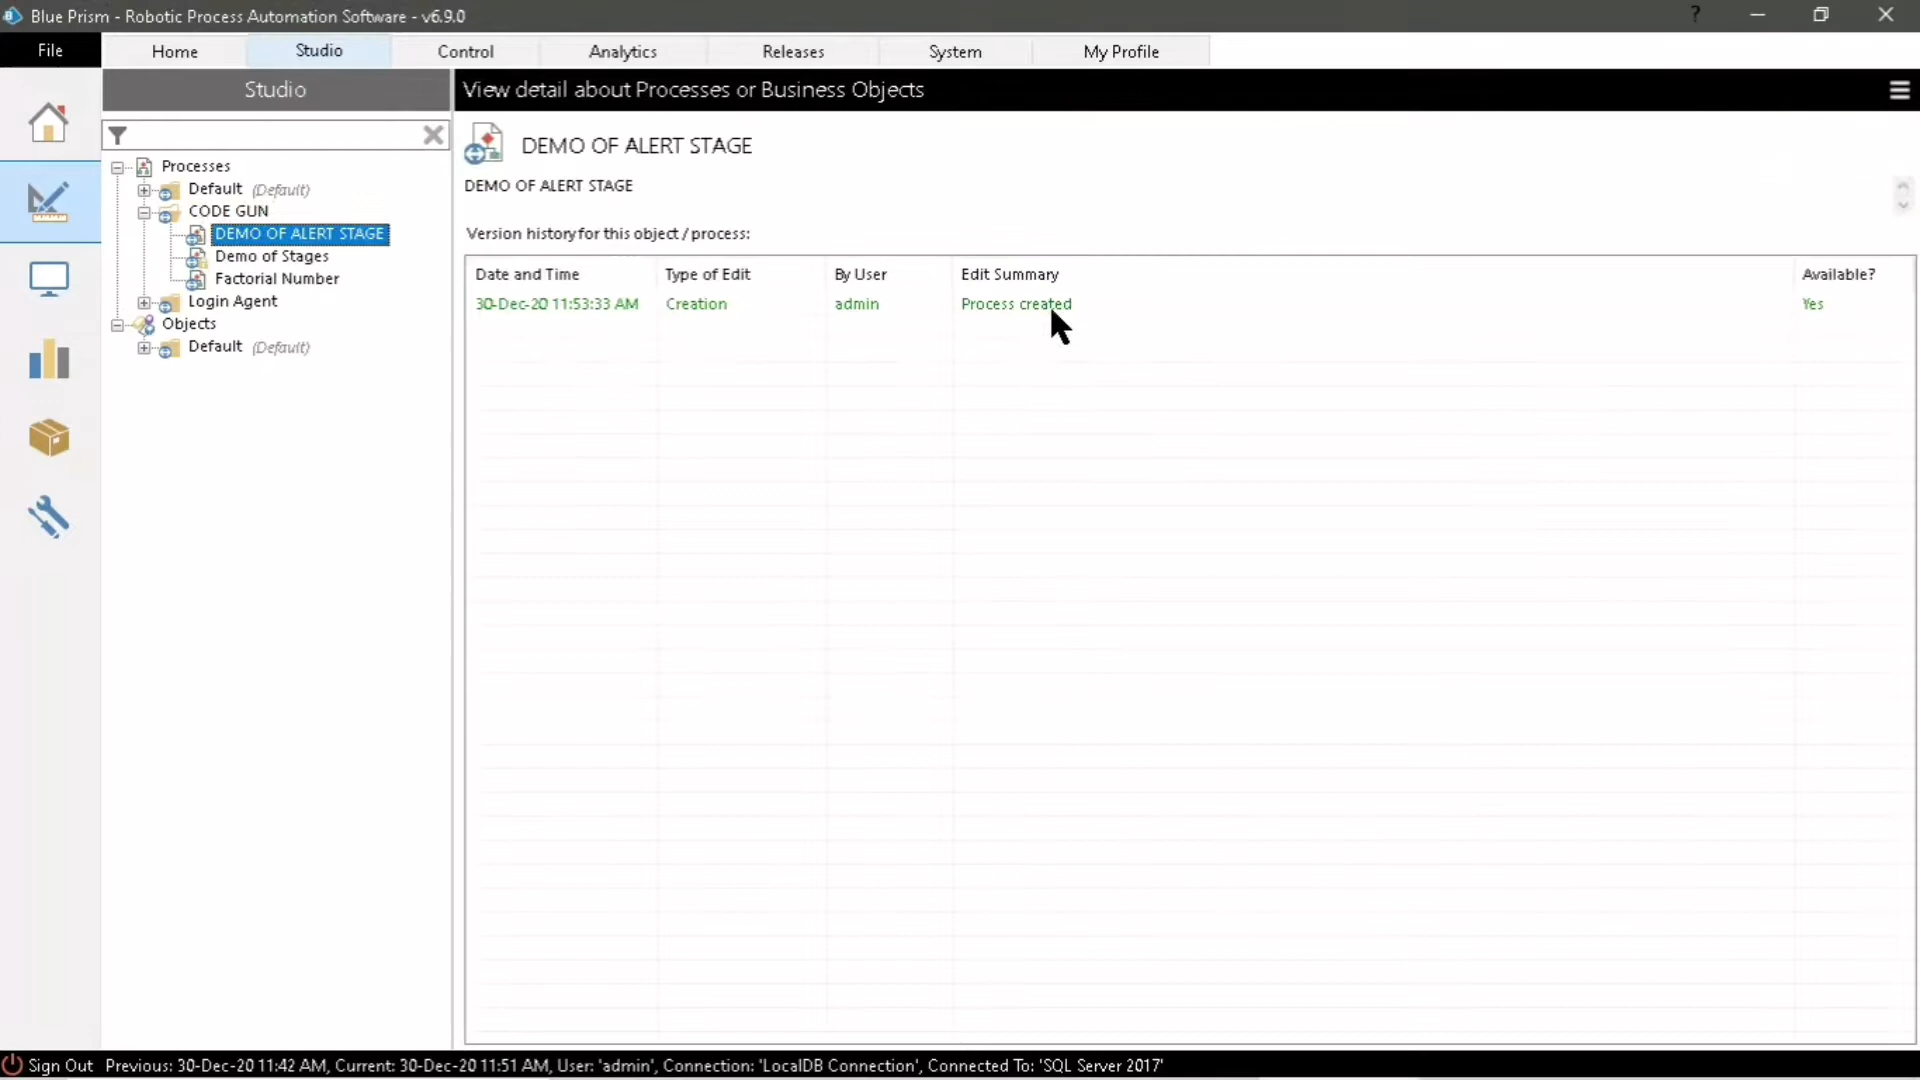 Blue Prism - Robotic Process Automation Software - v6.9.0
?
File
Home
Studio
Control
Analytics
Releases
System
My Profile
Studio
View detail about Processes or Business Objects
DEMO OF ALERT STAGE
DEMO OF ALERT STAGE
Version history for this object / process:
Processes
Default (Default)
CODE GUN
DEMO OF ALERT STAGE
Demo of Stages
Factorial Number
Login Agent
Objects
Default (Default)
Date and Time Type of Edit By User Edit Summary Available?
30-Dec-20 11:53:33 AM Creation admin Process created Yes
Sign Out Previous: 30-Dec-20 11:42 AM, Current: 30-Dec-20 11:51 AM, User: 'admin', Connection: 'LocalDB Connection', Connected To: 'SQL Server 2017'